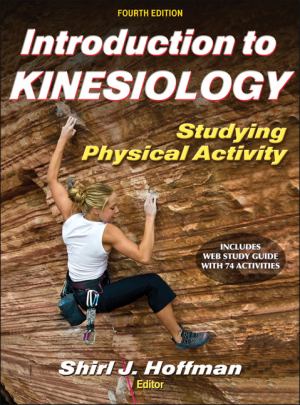 FOURTH EDITION
Introduction to
KINESIOLOGY
Studying
Physical Activity
INCLUDES
WEB STUDY GUIDE
WITH 74 ACTIVITIES
Shirl J. Hoffman
Editor